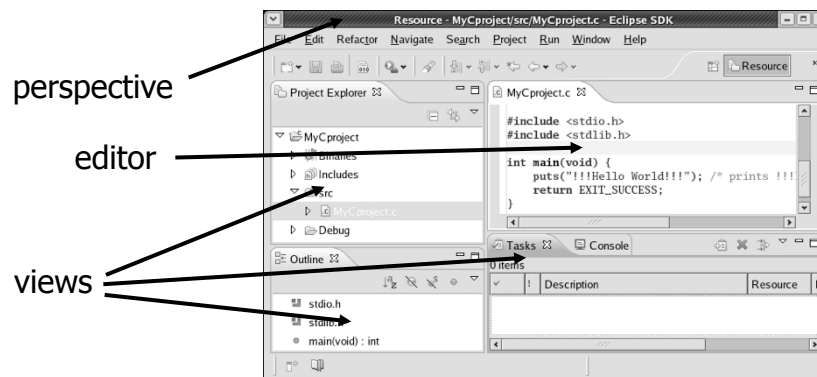 Resource - MyCproject/src/MyCproject.c - Eclipse SDK
File Edit Refactor Navigate Search Project Run Window Help
Resource
perspective
editor
views
Project Explorer
MyCproject
Binaries
Includes
src
MyCproject.c
Debug
MyCproject.c
#include <stdio.h>
#include <stdlib.h>
int main(void) {
puts("!!!Hello World!!!"); /* prints !!!
return EXIT_SUCCESS;
}
Outline
stdio.h
stdlib.h
main(void) : int
Tasks Console
0 items
! Description Resource